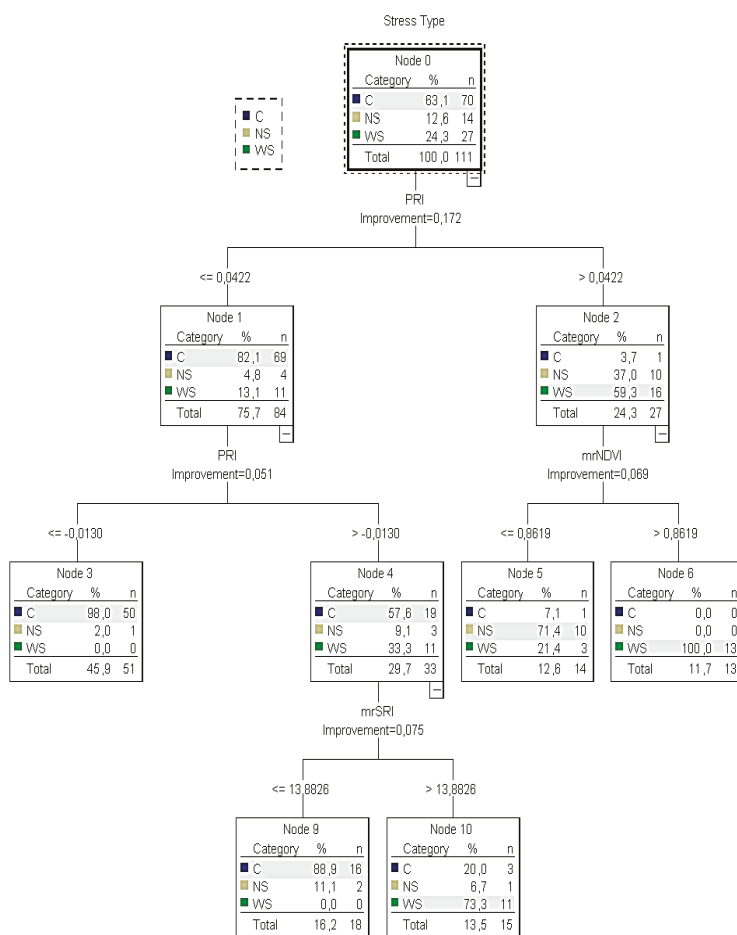 Stress Type
Node 0
Category % n
C 63,1 70
NS 12,6 14
WS 24,3 27
Total 100,0 111
C
NS
WS
PRI
Improvement=0,172
<= 0,0422
> 0,0422
Node 1
Category % n
C 82,1 69
NS 4,8 4
WS 13,1 11
Total 75,7 84
Node 2
Category % n
C 3,7 1
NS 37,0 10
WS 59,3 16
Total 24,3 27
PRI
Improvement=0,051
mrNDVI
Improvement=0,069
<= -0,0130
> -0,0130
<= 0,8619
> 0,8619
Node 3
Category % n
C 98,0 50
NS 2,0 1
WS 0,0 0
Total 45,9 51
Node 4
Category % n
C 57,6 19
NS 9,1 3
WS 33,3 11
Total 29,7 33
Node 5
Category % n
C 7,1 1
NS 71,4 10
WS 21,4 3
Total 12,6 14
Node 6
Category % n
C 0,0 0
NS 0,0 0
WS 100,0 13
Total 11,7 13
mrSRI
Improvement=0,075
<= 13,8826
> 13,8826
Node 9
Category % n
C 88,9 16
NS 11,1 2
WS 0,0 0
Total 16,2 18
Node 10
Category % n
C 20,0 3
NS 6,7 1
WS 73,3 11
Total 13,5 15